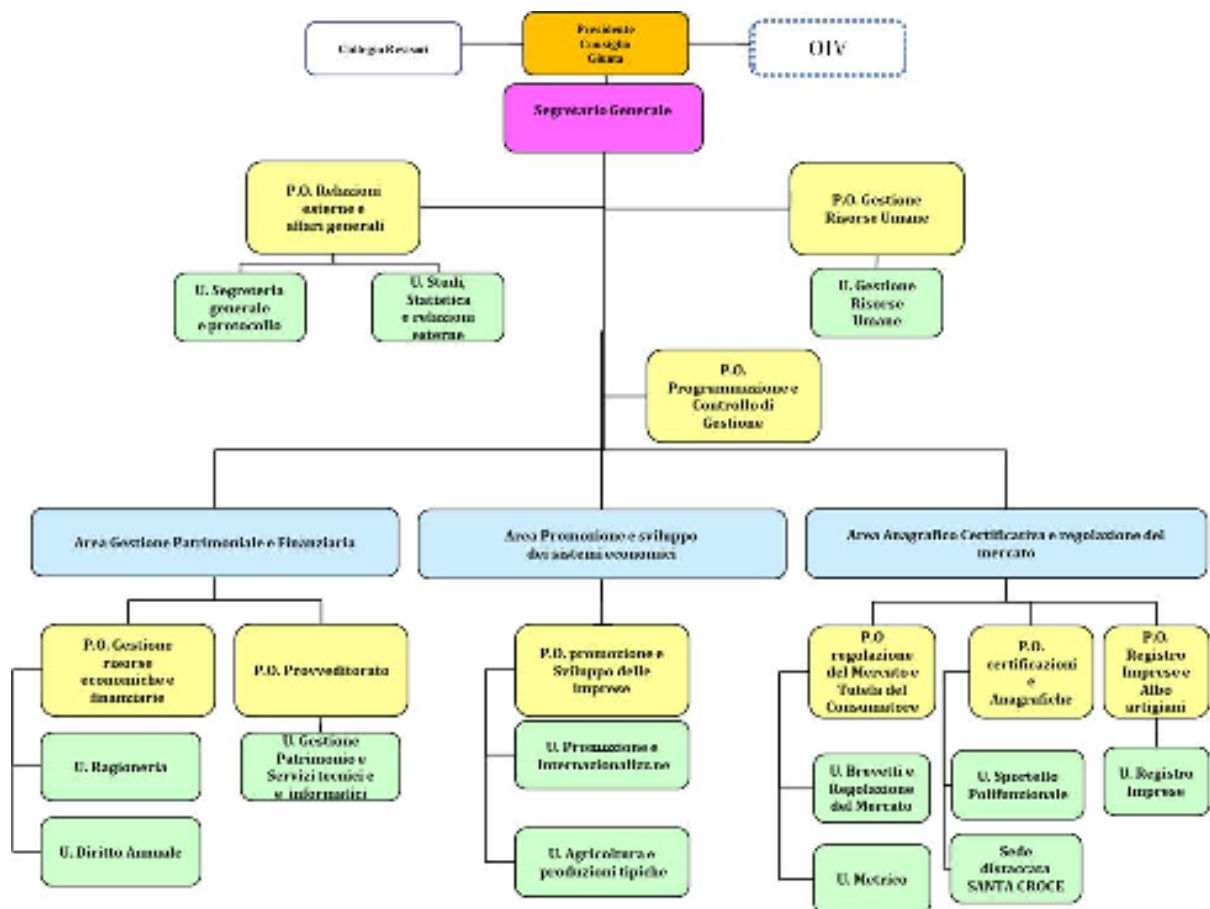 Collegio Revisori
Presidente
Consiglio
Giunta
OIV
Segretario Generale
P.O. Relazioni
esterne e
affari generali
P.O. Gestione
Risorse Umane
U. Segreteria
generale
e protocollo
U. Studi,
Statistica
e relazioni
esterne
U. Gestione
Risorse
Umane
P.O.
Programmazione e
Controllo di
Gestione
Area Gestione Patrimoniale e Finanziaria
Area Promozione e sviluppo
dei sistemi economici
Area Anagrafico Certificativa e regolazione del
mercato
P.O. Gestione
risorse
economiche e
finanziarie
P.O. Provveditorato
P.O. promozione e
Sviluppo delle
Imprese
P.O
regolazione
del Mercato e
Tutela del
Consumatore
P.O.
certificazioni
e
Anagrafiche
P.O.
Registro
Imprese e
Albo
artigiani
U. Ragioneria
U. Gestione
Patrimonio e
Servizi tecnici e
e informatici
U. Promozione e
Internazionalizz.ne
U. Brevetti e
Regolazione
del Mercato
U. Sportello
Polifunzionale
U. Registro
Imprese
U. Diritto Annuale
U. Agricoltura e
produzioni tipiche
U. Metrico
Sede
distaccata
SANTA CROCE